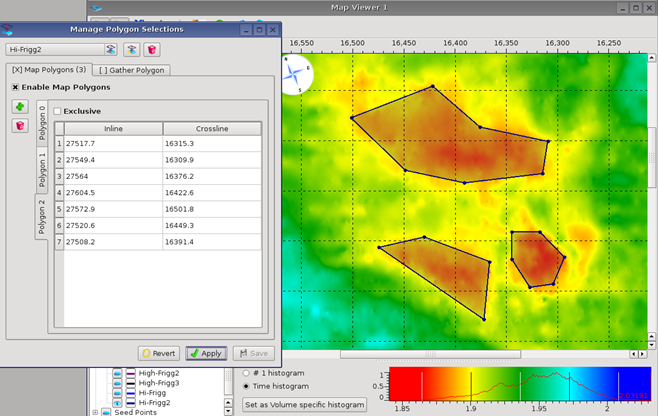 Map Viewer 1
Manage Polygon Selections
Hi-Frigg2
[X] Map Polygons (3)
[ ] Gather Polygon
Enable Map Polygons
Polygon 0
Polygon 1
Polygon 2
Exclusive
Inline Crossline
1 27517.7 16315.3
2 27549.4 16309.9
3 27564 16376.2
4 27604.5 16422.6
5 27572.9 16501.8
6 27520.6 16449.3
7 27508.2 16391.4
Revert
Apply
Save
16,550 16,500 16,450 16,400 16,350 16,300 16,250
High-Frigg2
High-Frigg3
Hi-Frigg
Hi-Frigg2
Seed Points
# 1 histogram
Time histogram
Set as Volume specific histogram
1
0.5
0
1.85 1.9 1.95 2